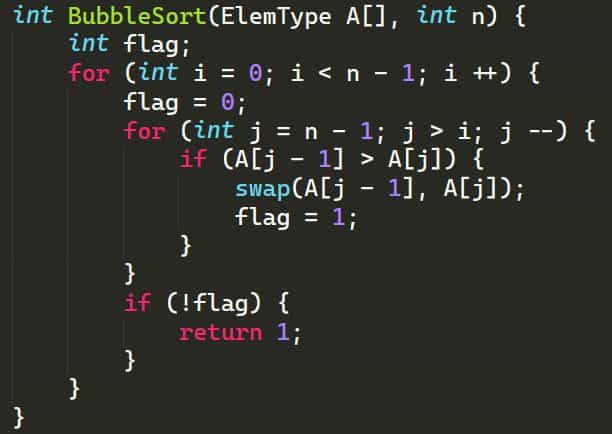 int BubbleSort(ElemType A[], int n) {
    int flag;
    for (int i = 0; i < n - 1; i ++) {
        flag = 0;
        for (int j = n - 1; j > i; j --) {
            if (A[j - 1] > A[j]) {
                swap(A[j - 1], A[j]);
                flag = 1;
            }
        }
        if (!flag) {
            return 1;
        }
    }
}